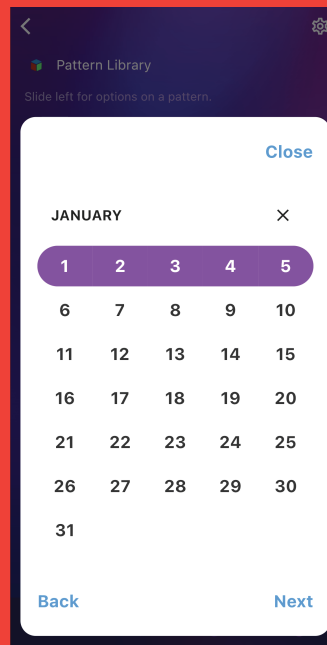 Pattern Library
Slide left for options on a pattern.
Close
JANUARY
1 2 3 4 5
6 7 8 9 10
11 12 13 14 15
16 17 18 19 20
21 22 23 24 25
26 27 28 29 30
31
Back Next